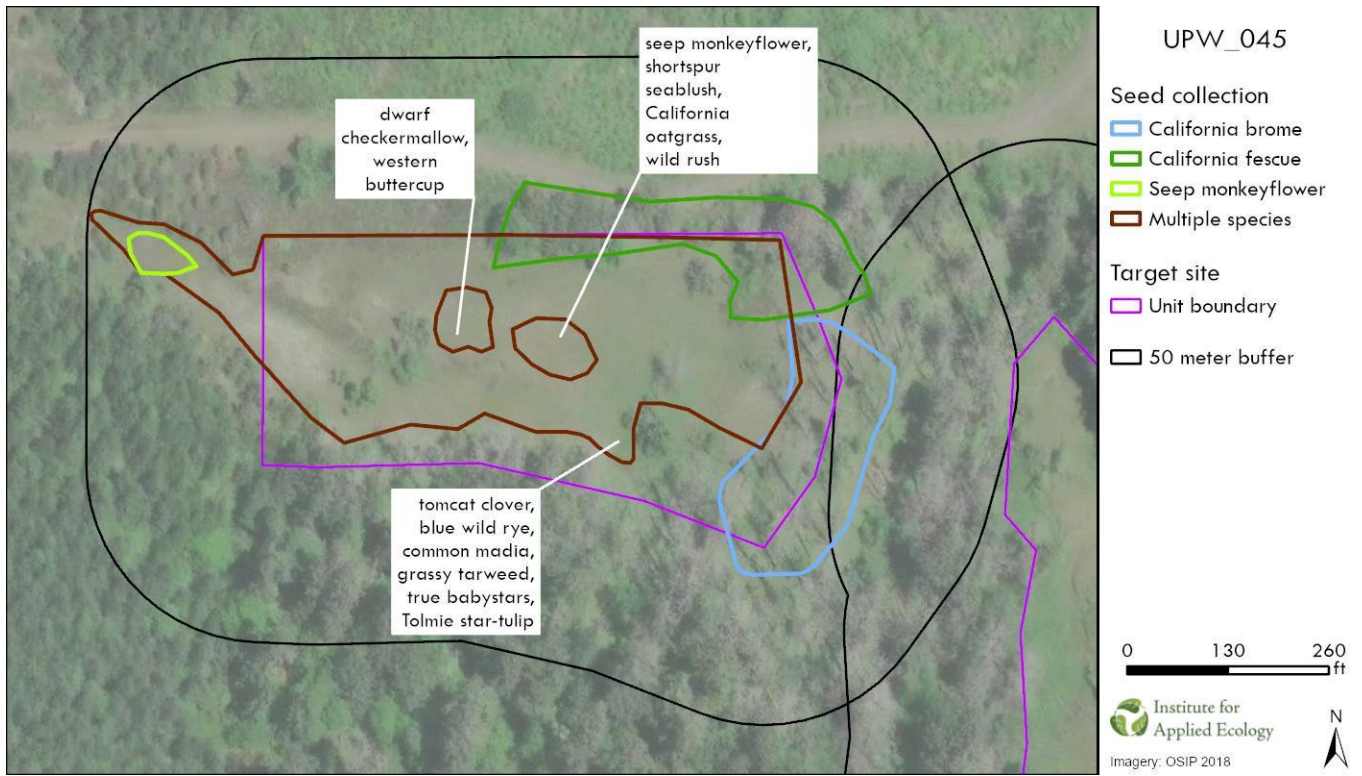 seep monkeyflower,
shortspur
seablush,
California
oatgrass,
wild rush
dwarf
checkermallow,
western
buttercup
tomcat clover,
blue wild rye,
common madia,
grassy tarweed,
true babystars,
Tolmie star-tulip
UPW_045
Seed collection
California brome
California fescue
Seep monkeyflower
Multiple species
Target site
Unit boundary
50 meter buffer
0 130 260
ft
Institute for
Applied Ecology
Imagery: OSIP 2018
N